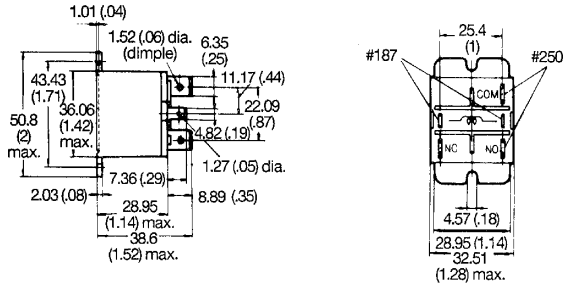 1.01 (.04)
1.52 (.06) dia.
(dimple)
6.35
(.25)
11.17 (.44)
43.43
(1.71)
36.06
(1.42)
max.
50.8
(2)
max.
22.09
(.87)
4.82 (.19)
1.27 (.05) dia.
7.36 (.29)
2.03 (.08)
8.89 (.35)
28.95
(1.14) max.
38.6
(1.52) max.
25.4
(1)
#187
#250
COM
NC
NO
4.57 (.18)
28.95 (1.14)
32.51
(1.28) max.